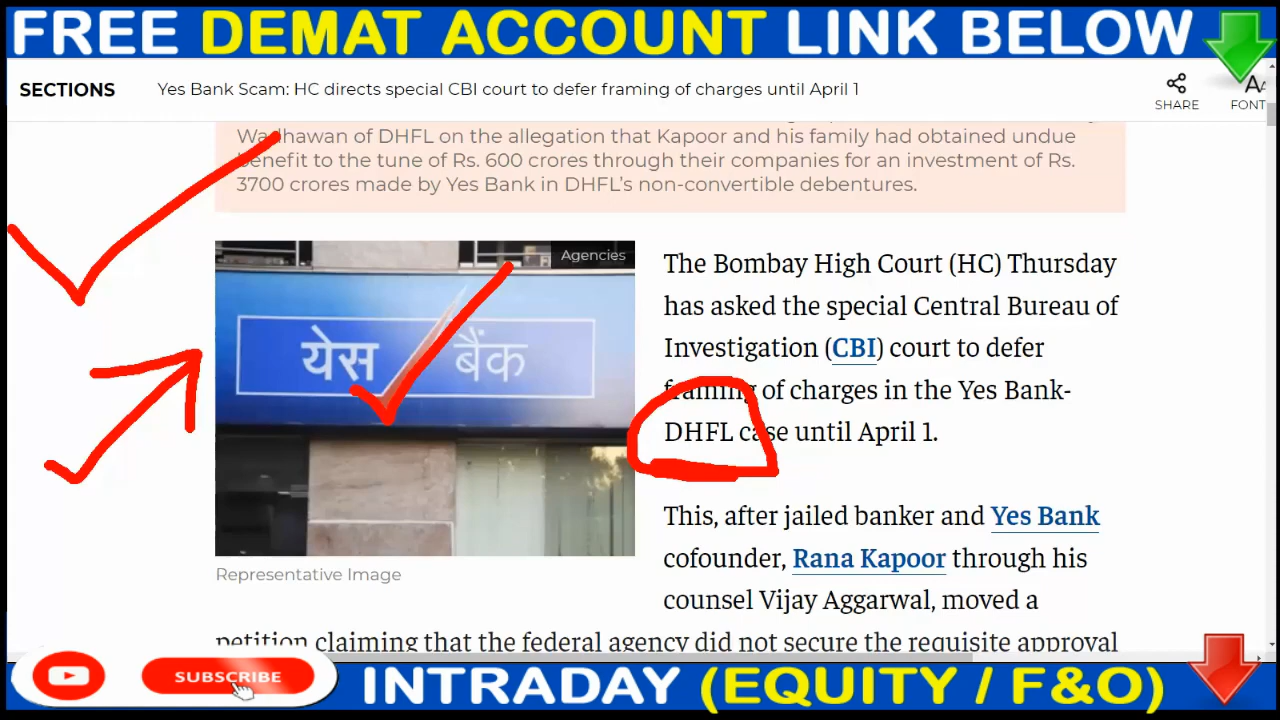 FREE DEMAT ACCOUNT LINK BELOW
SECTIONS
Yes Bank Scam: HC directs special CBI court to defer framing of charges until April 1
SHARE
FONT
Wadhawan of DHFL on the allegation that Kapoor and his family had obtained undue
benefit to the tune of Rs. 600 crores through their companies for an investment of Rs.
3700 crores made by Yes Bank in DHFL's non-convertible debentures.
Agencies
येस बैंक
Representative Image
The Bombay High Court (HC) Thursday
has asked the special Central Bureau of
Investigation (CBI) court to defer
framing of charges in the Yes Bank-
DHFL case until April 1.
This, after jailed banker and Yes Bank
cofounder, Rana Kapoor through his
counsel Vijay Aggarwal, moved a
petition claiming that the federal agency did not secure the requisite approval
SUBSCRIBE
INTRADAY (EQUITY / F&O)